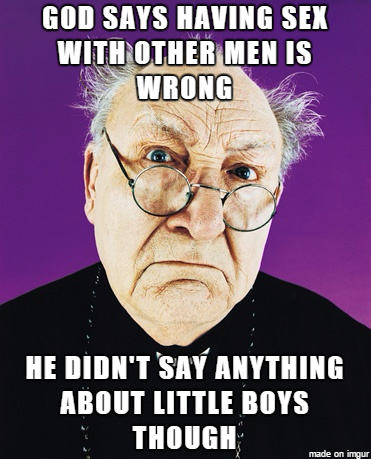 GOD SAYS HAVING SEX
WITH OTHER MEN IS
WRONG
HE DIDN'T SAY ANYTHING
ABOUT LITTLE BOYS
THOUGH
made on imgur